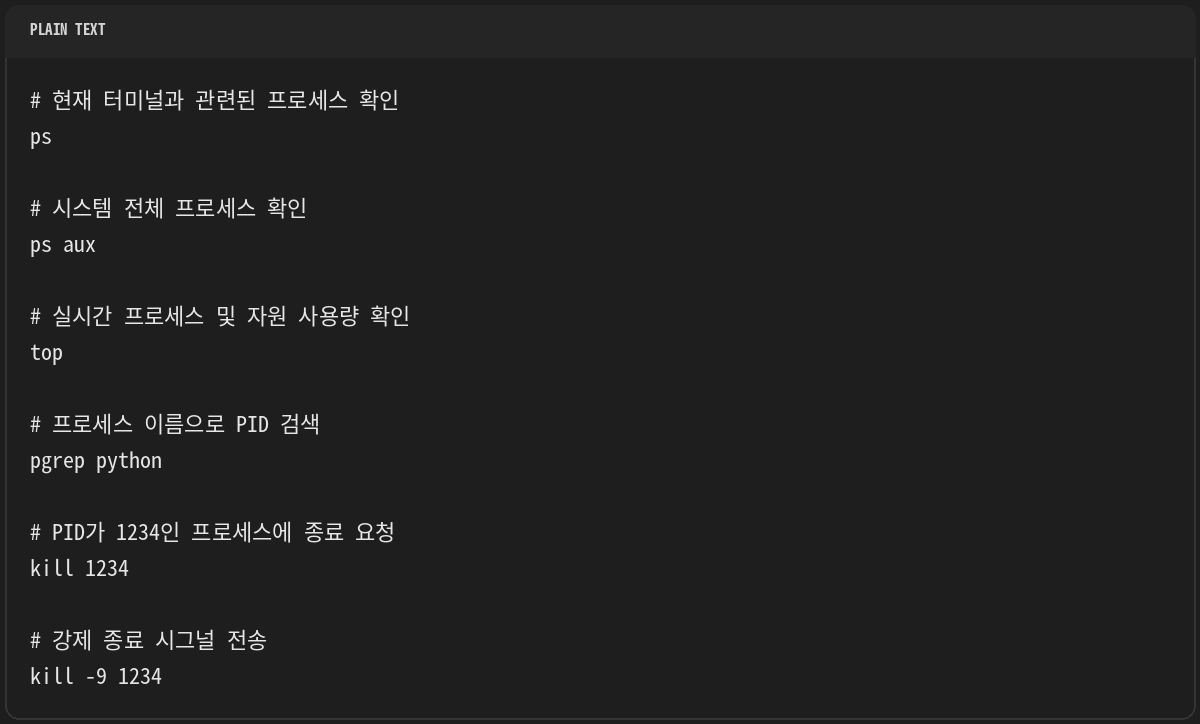 PLAIN TEXT
# 현재 터미널과 관련된 프로세스 확인
ps
# 시스템 전체 프로세스 확인
ps aux
# 실시간 프로세스 및 자원 사용량 확인
top
# 프로세스 이름으로 PID 검색
pgrep python
# PID가 1234인 프로세스에 종료 요청
kill 1234
# 강제 종료 시그널 전송
kill -9 1234